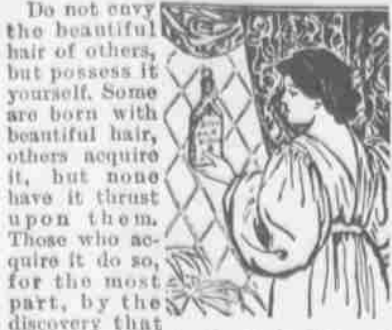 Do not envy
the beautiful
hair of others,
but possess it
yourself. Some
are born with
beautiful hair,
others acquire
it, but none
have it thrust
upon them.
Those who ac-
quire it do so,
for the most
part, by the
discovery that